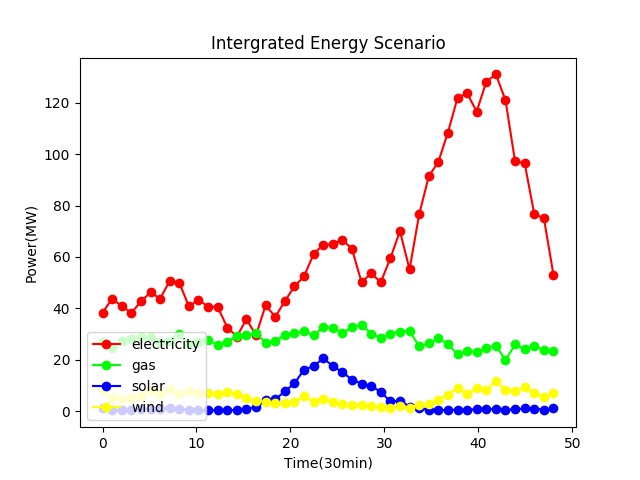 Intergrated Energy Scenario
Power(MW)
120
100
80
60
40
20
0
electricity
gas
solar
wind
0 10 20 30 40 50
Time(30min)